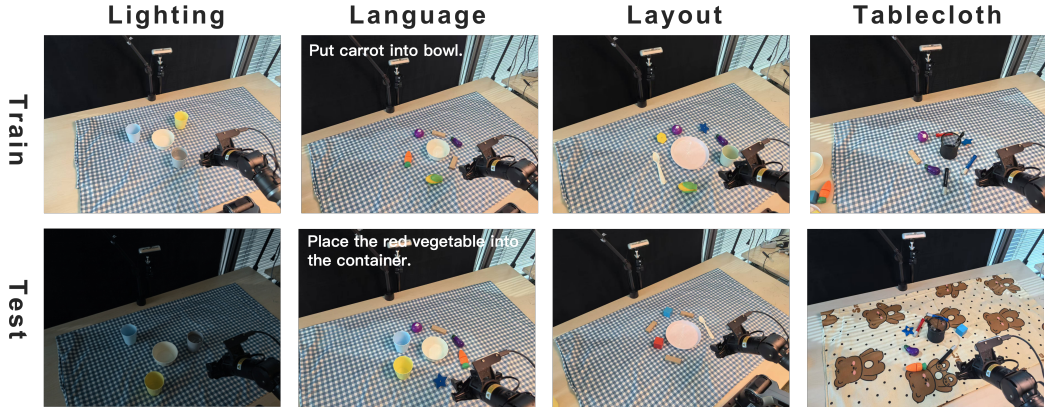 Lighting
Language
Layout
Tablecloth
Train
Put carrot into bowl.
Test
Place the red vegetable into
the container.